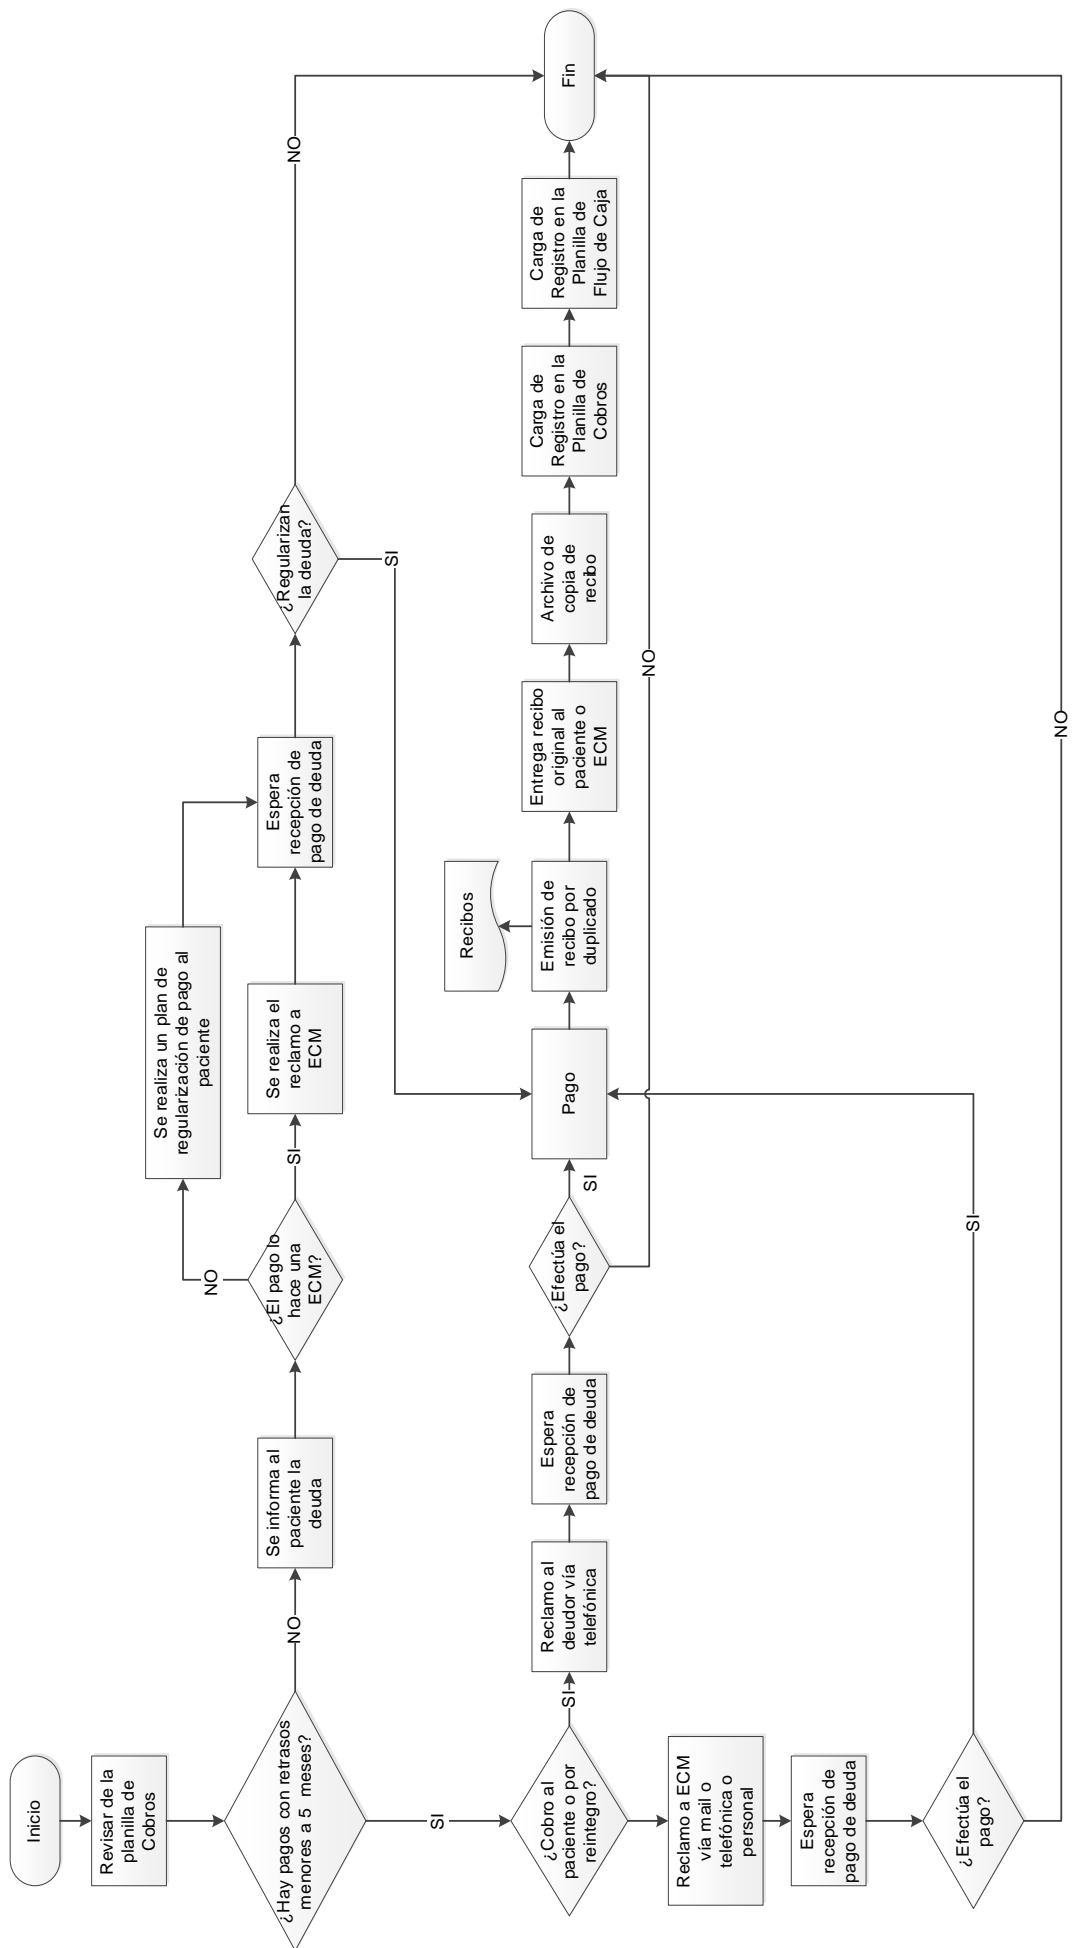 Inicio
Revisar de la
planilla de
Cobros
¿Hay pagos con retrasos
menores a 5 meses?
NO
SI
Se informa al
paciente la
deuda
¿El pago lo
hace una
ECM?
NO
SI
Se realiza un plan de
regularización de pago al
paciente
Se realiza el
reclamo a
ECM
Espera
recepción de
pago de deuda
¿Regularizan
la deuda?
NO
SI
¿Cobro al
paciente o por
reintegro?
SI
Reclamo al
deudor vía
telefónica
Espera
recepción de
pago de deuda
¿Efectúa el
pago?
SI
NO
Pago
Emisión de
recibo por
duplicado
Recibos
Entrega recibo
original al
paciente o
ECM
Archivo de
copia de
recibo
Carga de
Registro en la
Planilla de
Cobros
Carga de
Registro en la
Planilla de
Flujo de Caja
Fin
Reclamo a ECM
vía mail o
telefónica o
personal
Espera
recepción de
pago de deuda
¿Efectúa el
pago?
SI
NO